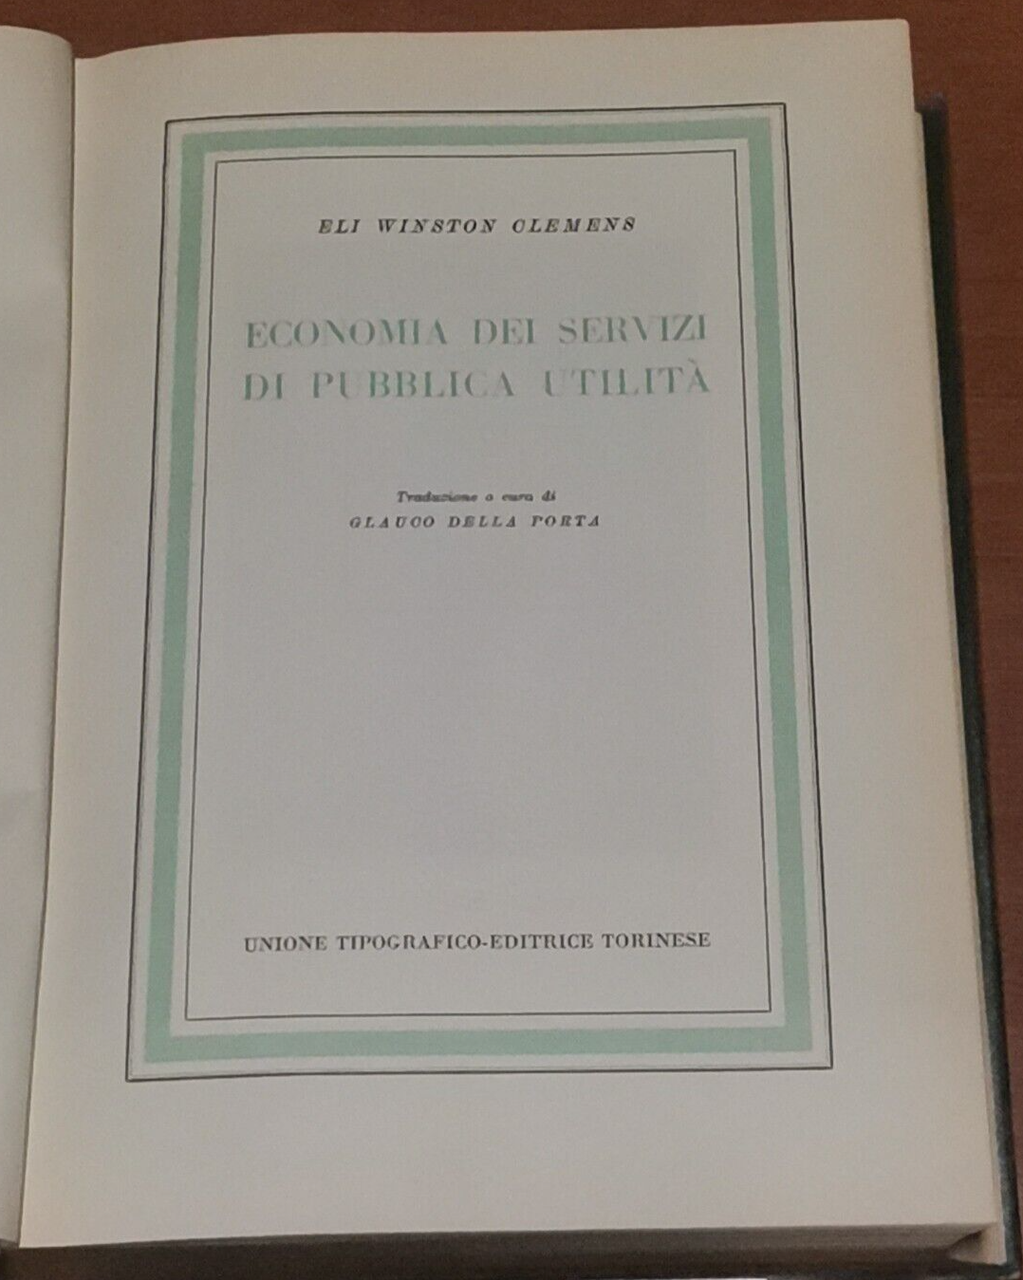 ELI WINSTON CLEMENS
ECONOMIA DEI SERVIZI
DI PUBBLICA UTILITÀ
Traduzione a cura di
GLAUCO DELLA PORTA
UNIONE TIPOGRAFICO-EDITRICE TORINESE